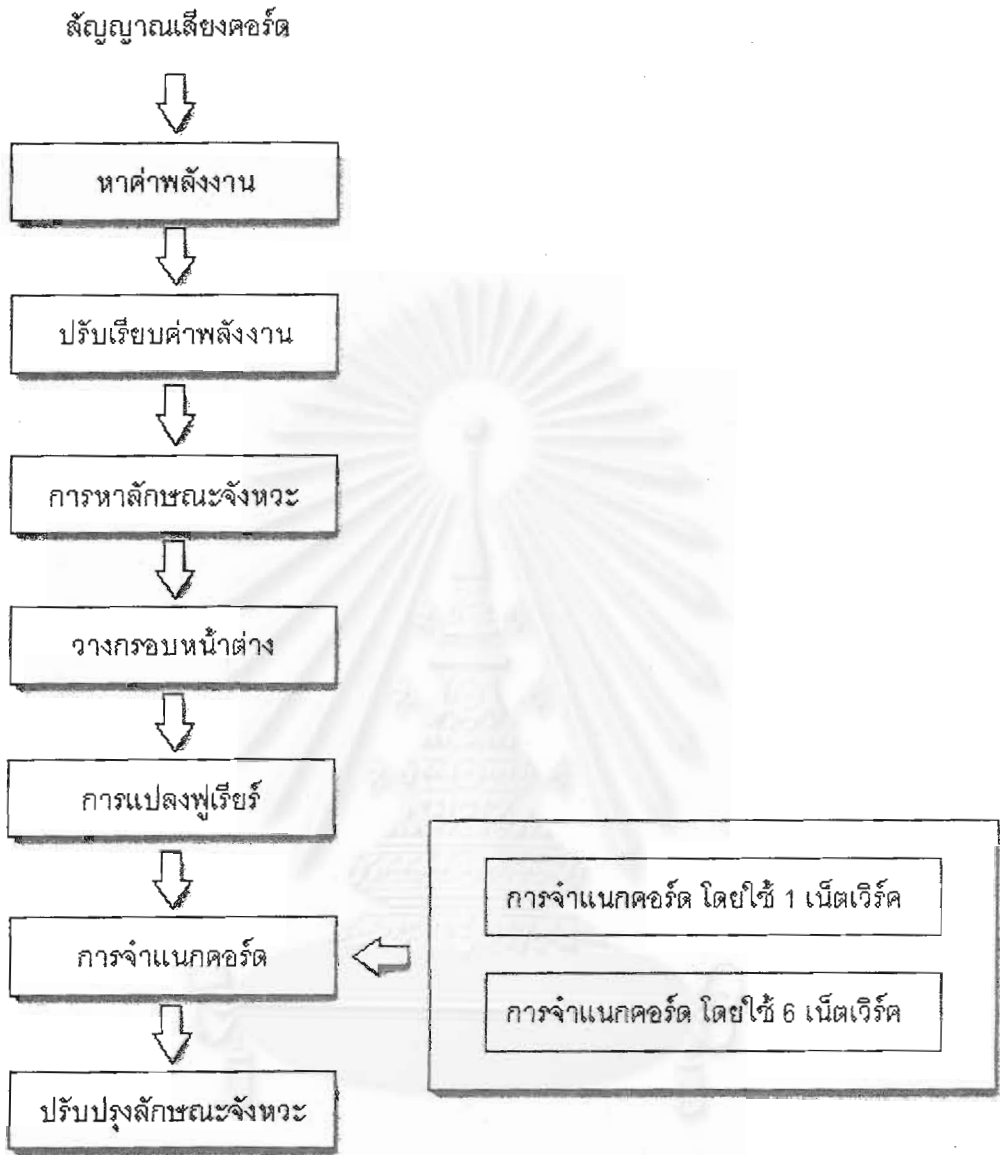 สัญญาณเสียงคอร์ด
หาค่าพลังงาน
ปรับเรียบค่าพลังงาน
การหาลักษณะจังหวะ
วางกรอบหน้าต่าง
การแปลงฟูเรียร์
การจำแนกคอร์ด
การจำแนกคอร์ด โดยใช้ 1 เน็ตเวิร์ค
การจำแนกคอร์ด โดยใช้ 6 เน็ตเวิร์ค
ปรับปรุงลักษณะจังหวะ